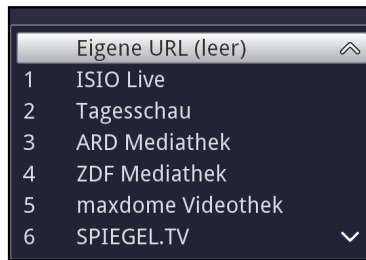 Eigene URL (leer)
1 ISIO Live
2 Tagesschau
3 ARD Mediathek
4 ZDF Mediathek
5 maxdome Videothek
6 SPIEGEL.TV